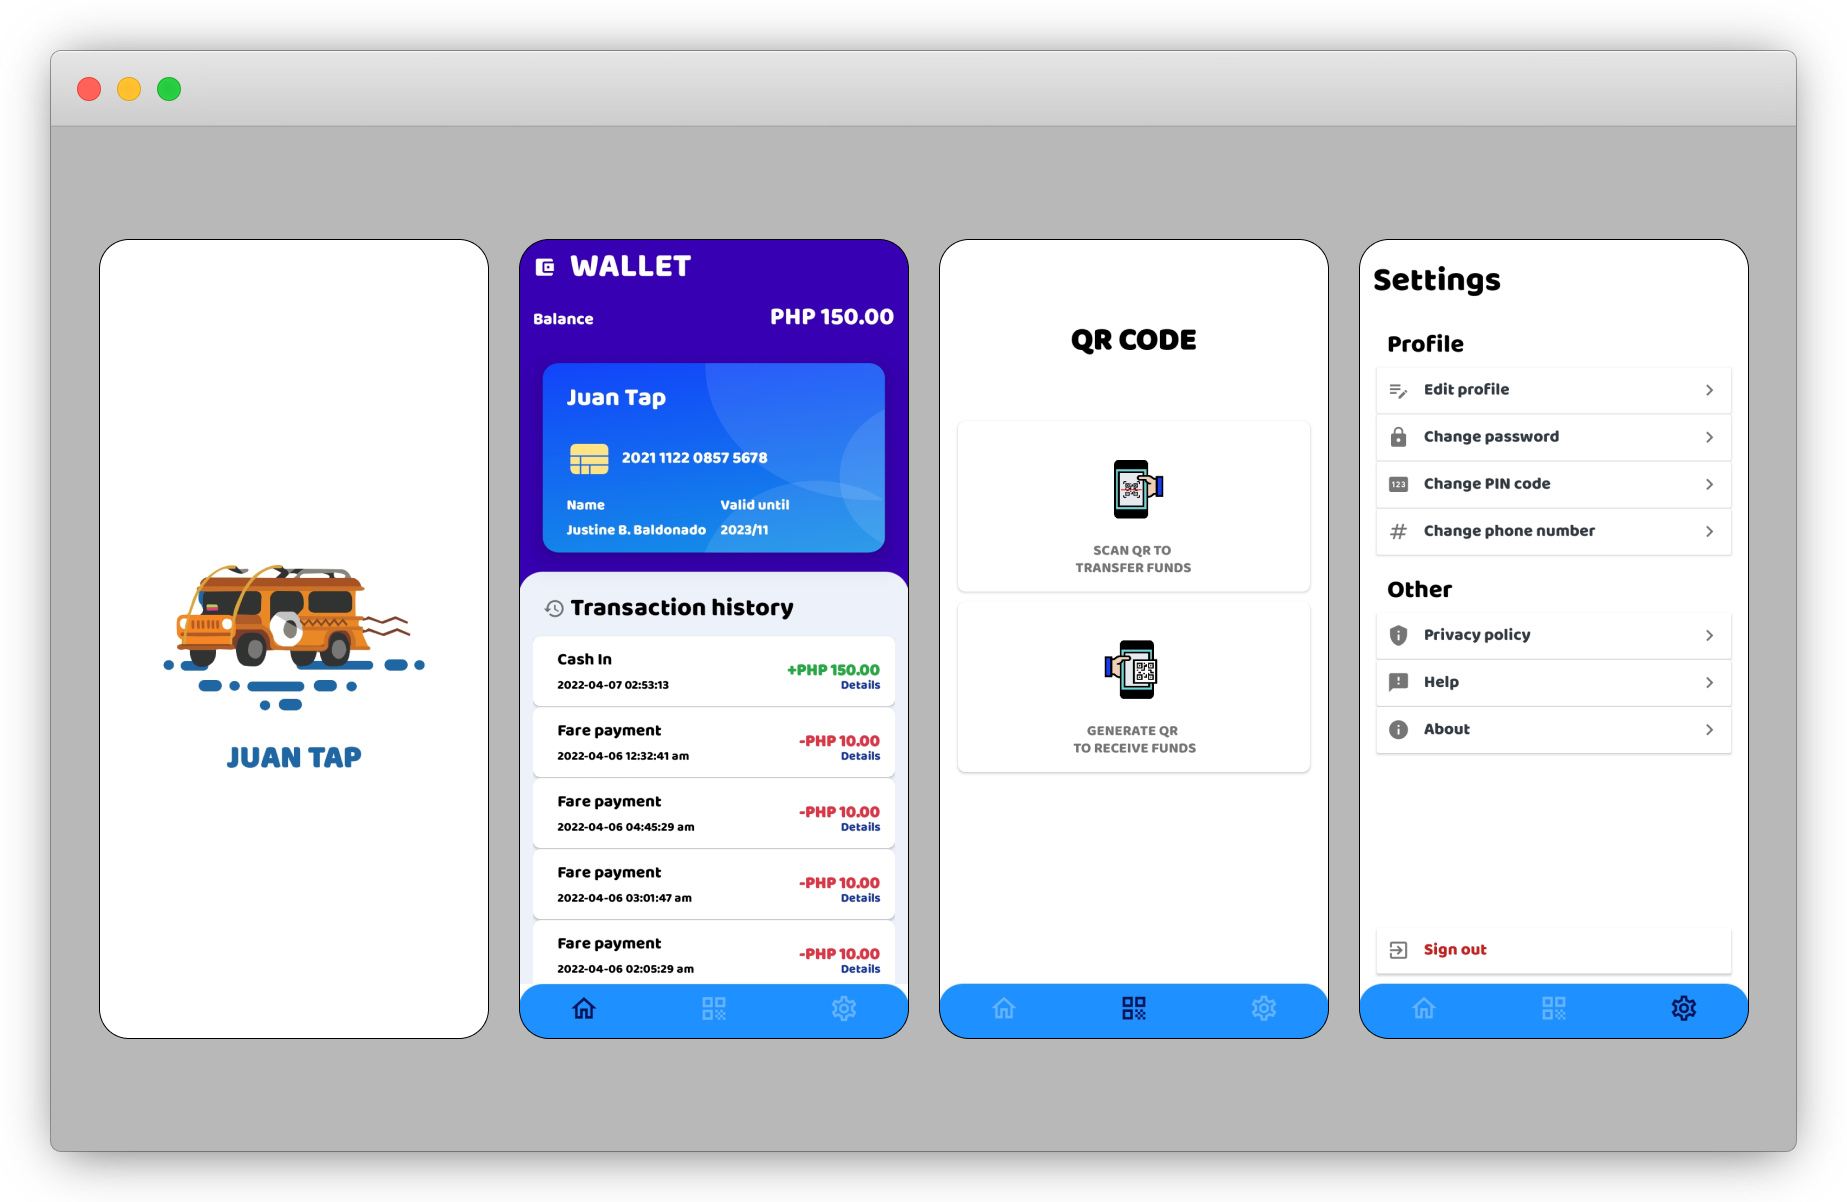 JUAN TAP
WALLET
Balance
PHP 150.00
Juan Tap
2021 1122 0857 5678
Name
Valid until
Justine B. Baldonado
2023/11
Transaction history
Cash In
+PHP 150.00
2022-04-07 02:53:13
Details
Fare payment
-PHP 10.00
2022-04-06 12:32:41 am
Details
Fare payment
-PHP 10.00
2022-04-06 04:45:29 am
Details
Fare payment
-PHP 10.00
2022-04-06 03:01:47 am
Details
Fare payment
-PHP 10.00
2022-04-06 02:05:29 am
Details
QR CODE
SCAN QR TO
TRANSFER FUNDS
GENERATE QR
TO RECEIVE FUNDS
Settings
Profile
Edit profile
Change password
123
Change PIN code
Change phone number
Other
Privacy policy
Help
About
Sign out